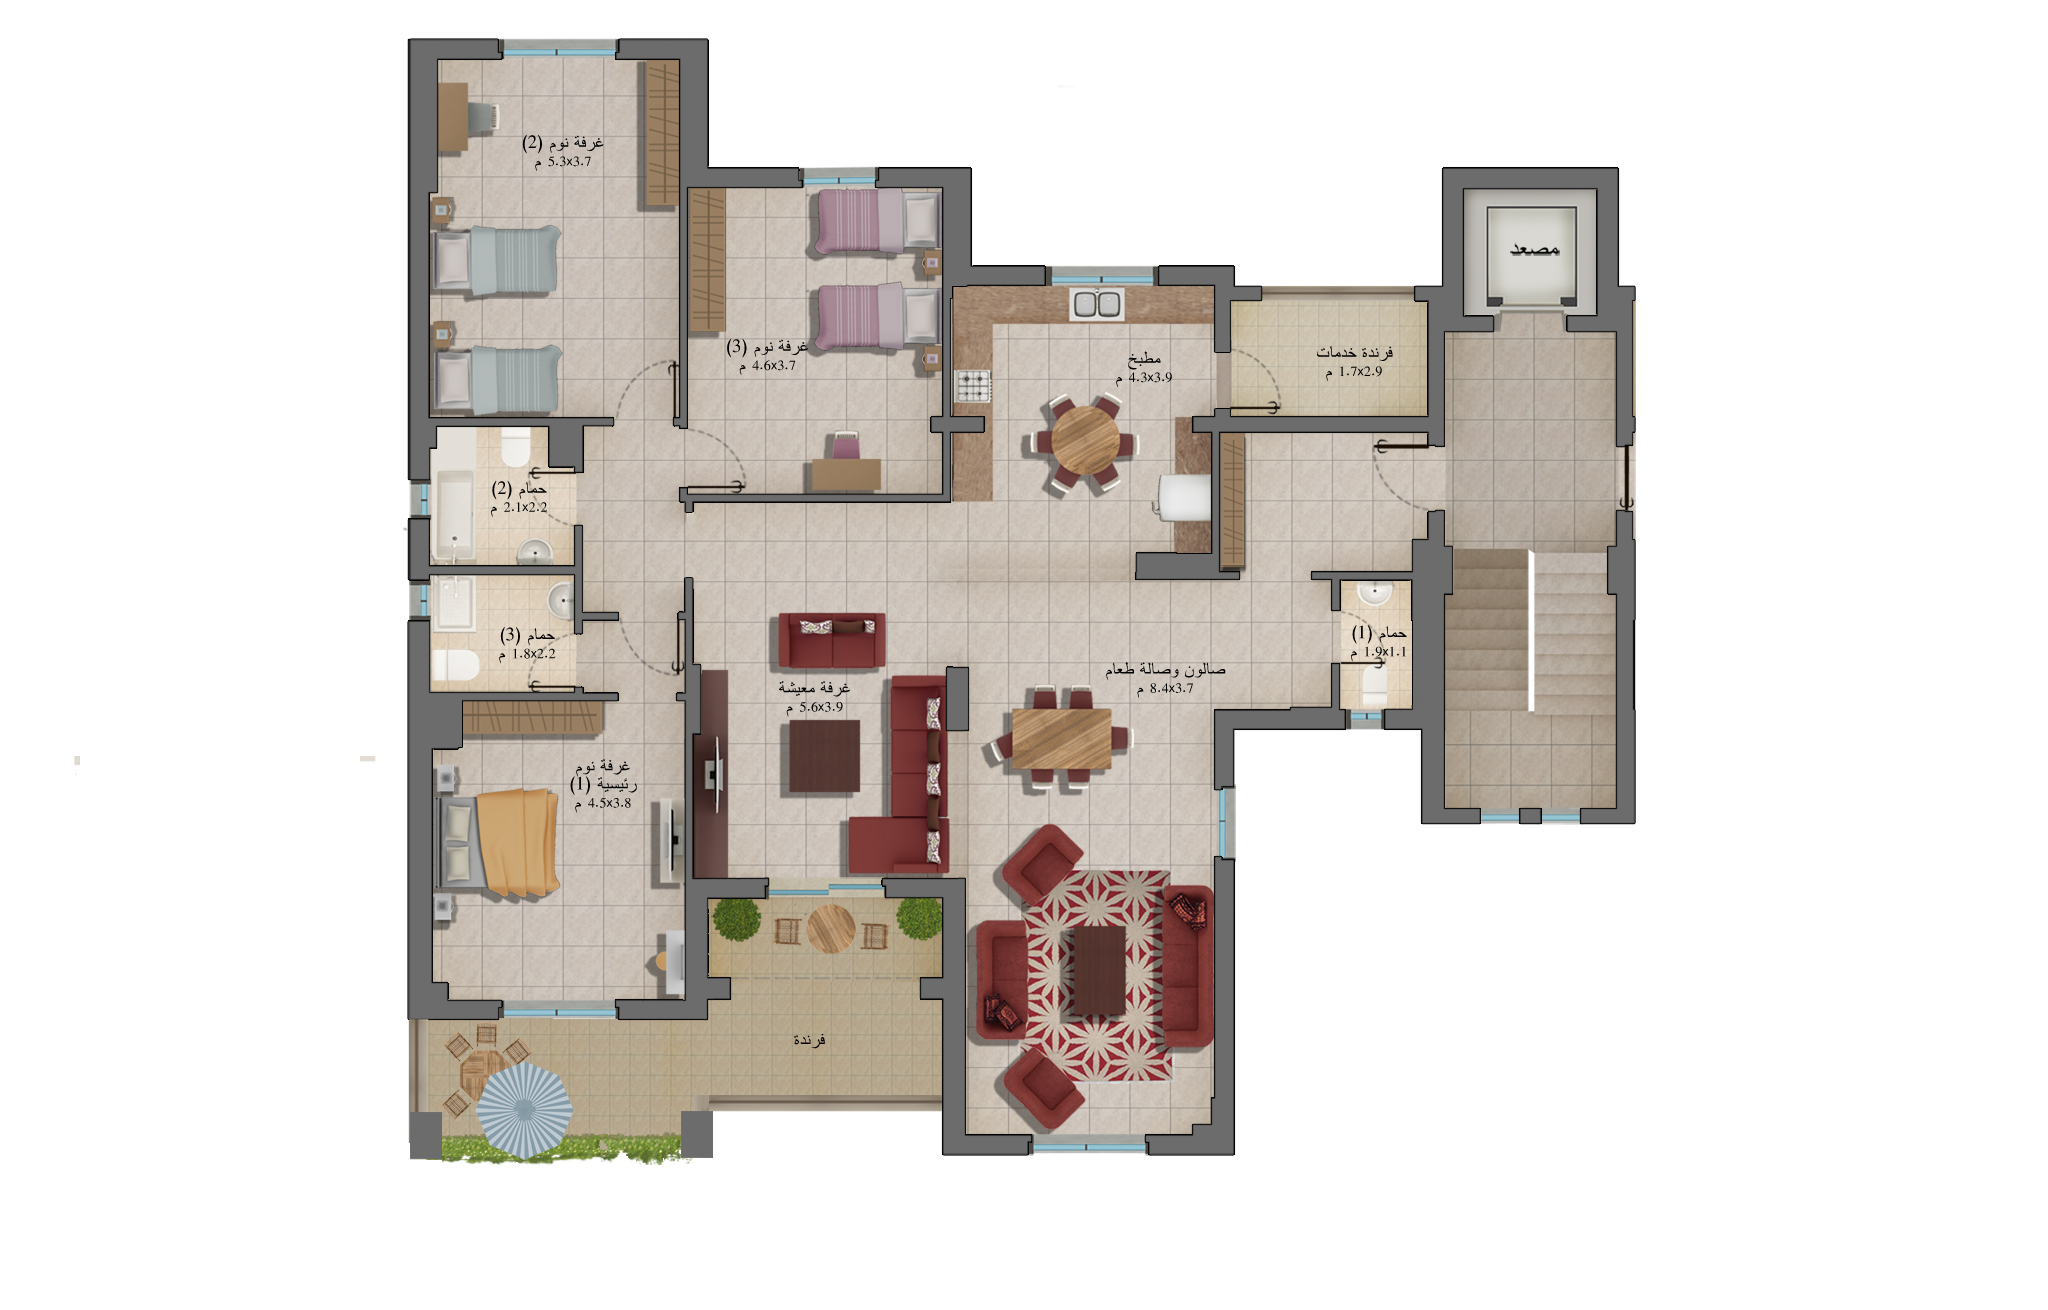 غرفة نوم (2)
5.3x3.7 م
مصعد
غرفة نوم (3)
4.6x3.7 م
مطبخ
4.3x3.9 م
فرندة خدمات
1.7x2.9 م
حمام (2)
2.1x2.2 م
حمام (3)
1.8x2.2 م
حمام (1)
1.9x1.1 م
صالون وصالة طعام
8.4x3.7 م
غرفة معيشة
5.6x3.9 م
غرفة نوم
رئيسية (1)
4.5x3.8 م
فرندة